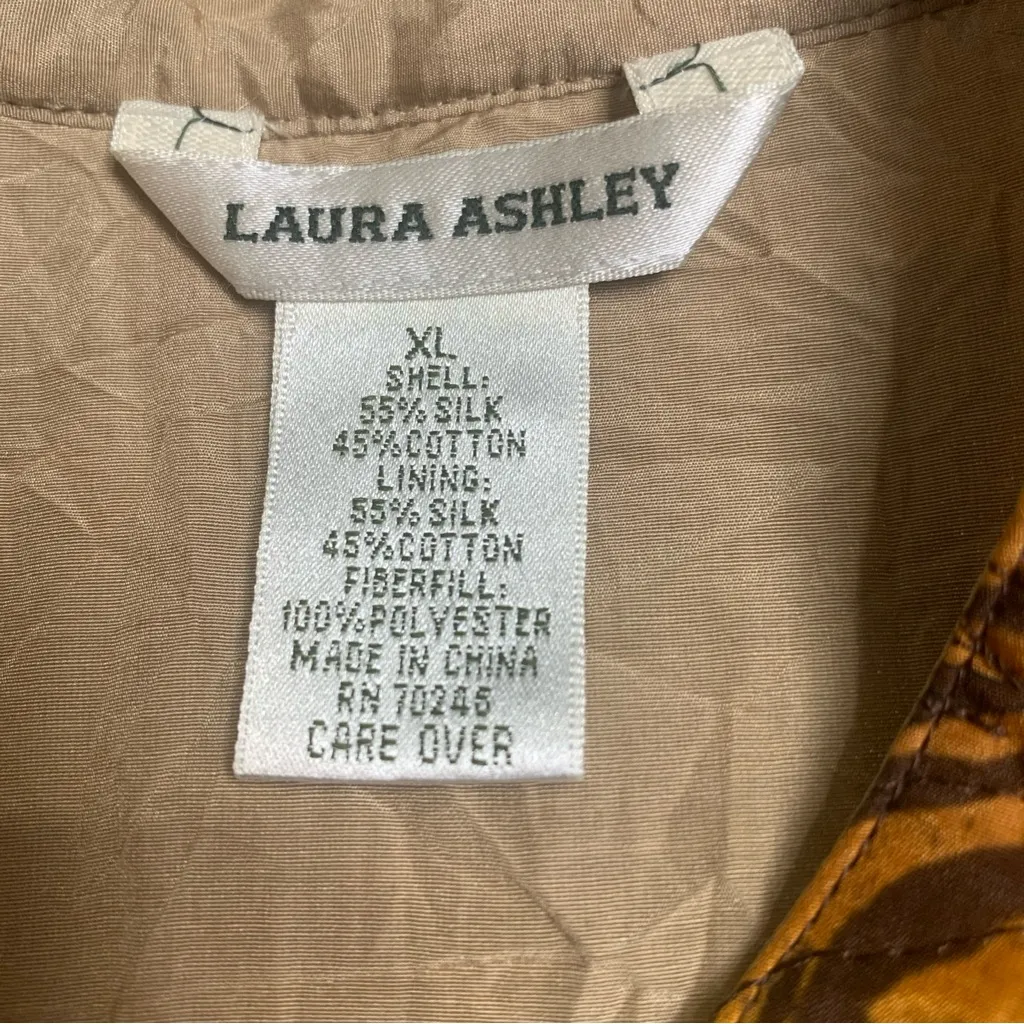 LAURA ASHLEY
XL
SHELL:
55% SILK
45% COTTON
LINING:
55% SILK
45% COTTON
FIBERFILL:
100% POLYESTER
MADE IN CHINA
RN 70246
CARE OVER